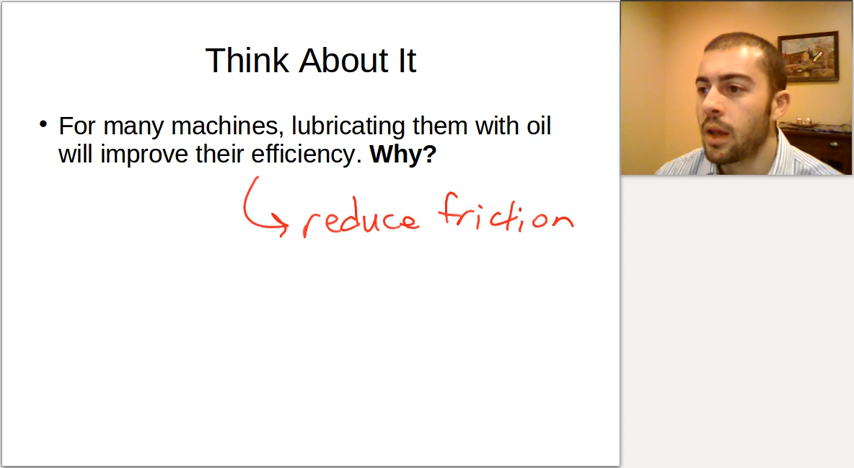 Think About It
• For many machines, lubricating them with oil
will improve their efficiency. Why?
reduce friction